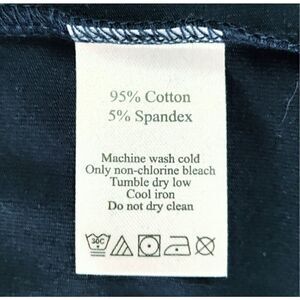 95% Cotton
5% Spandex
Machine wash cold
Only non-chlorine bleach
Tumble dry low
Cool iron
Do not dry clean
30C